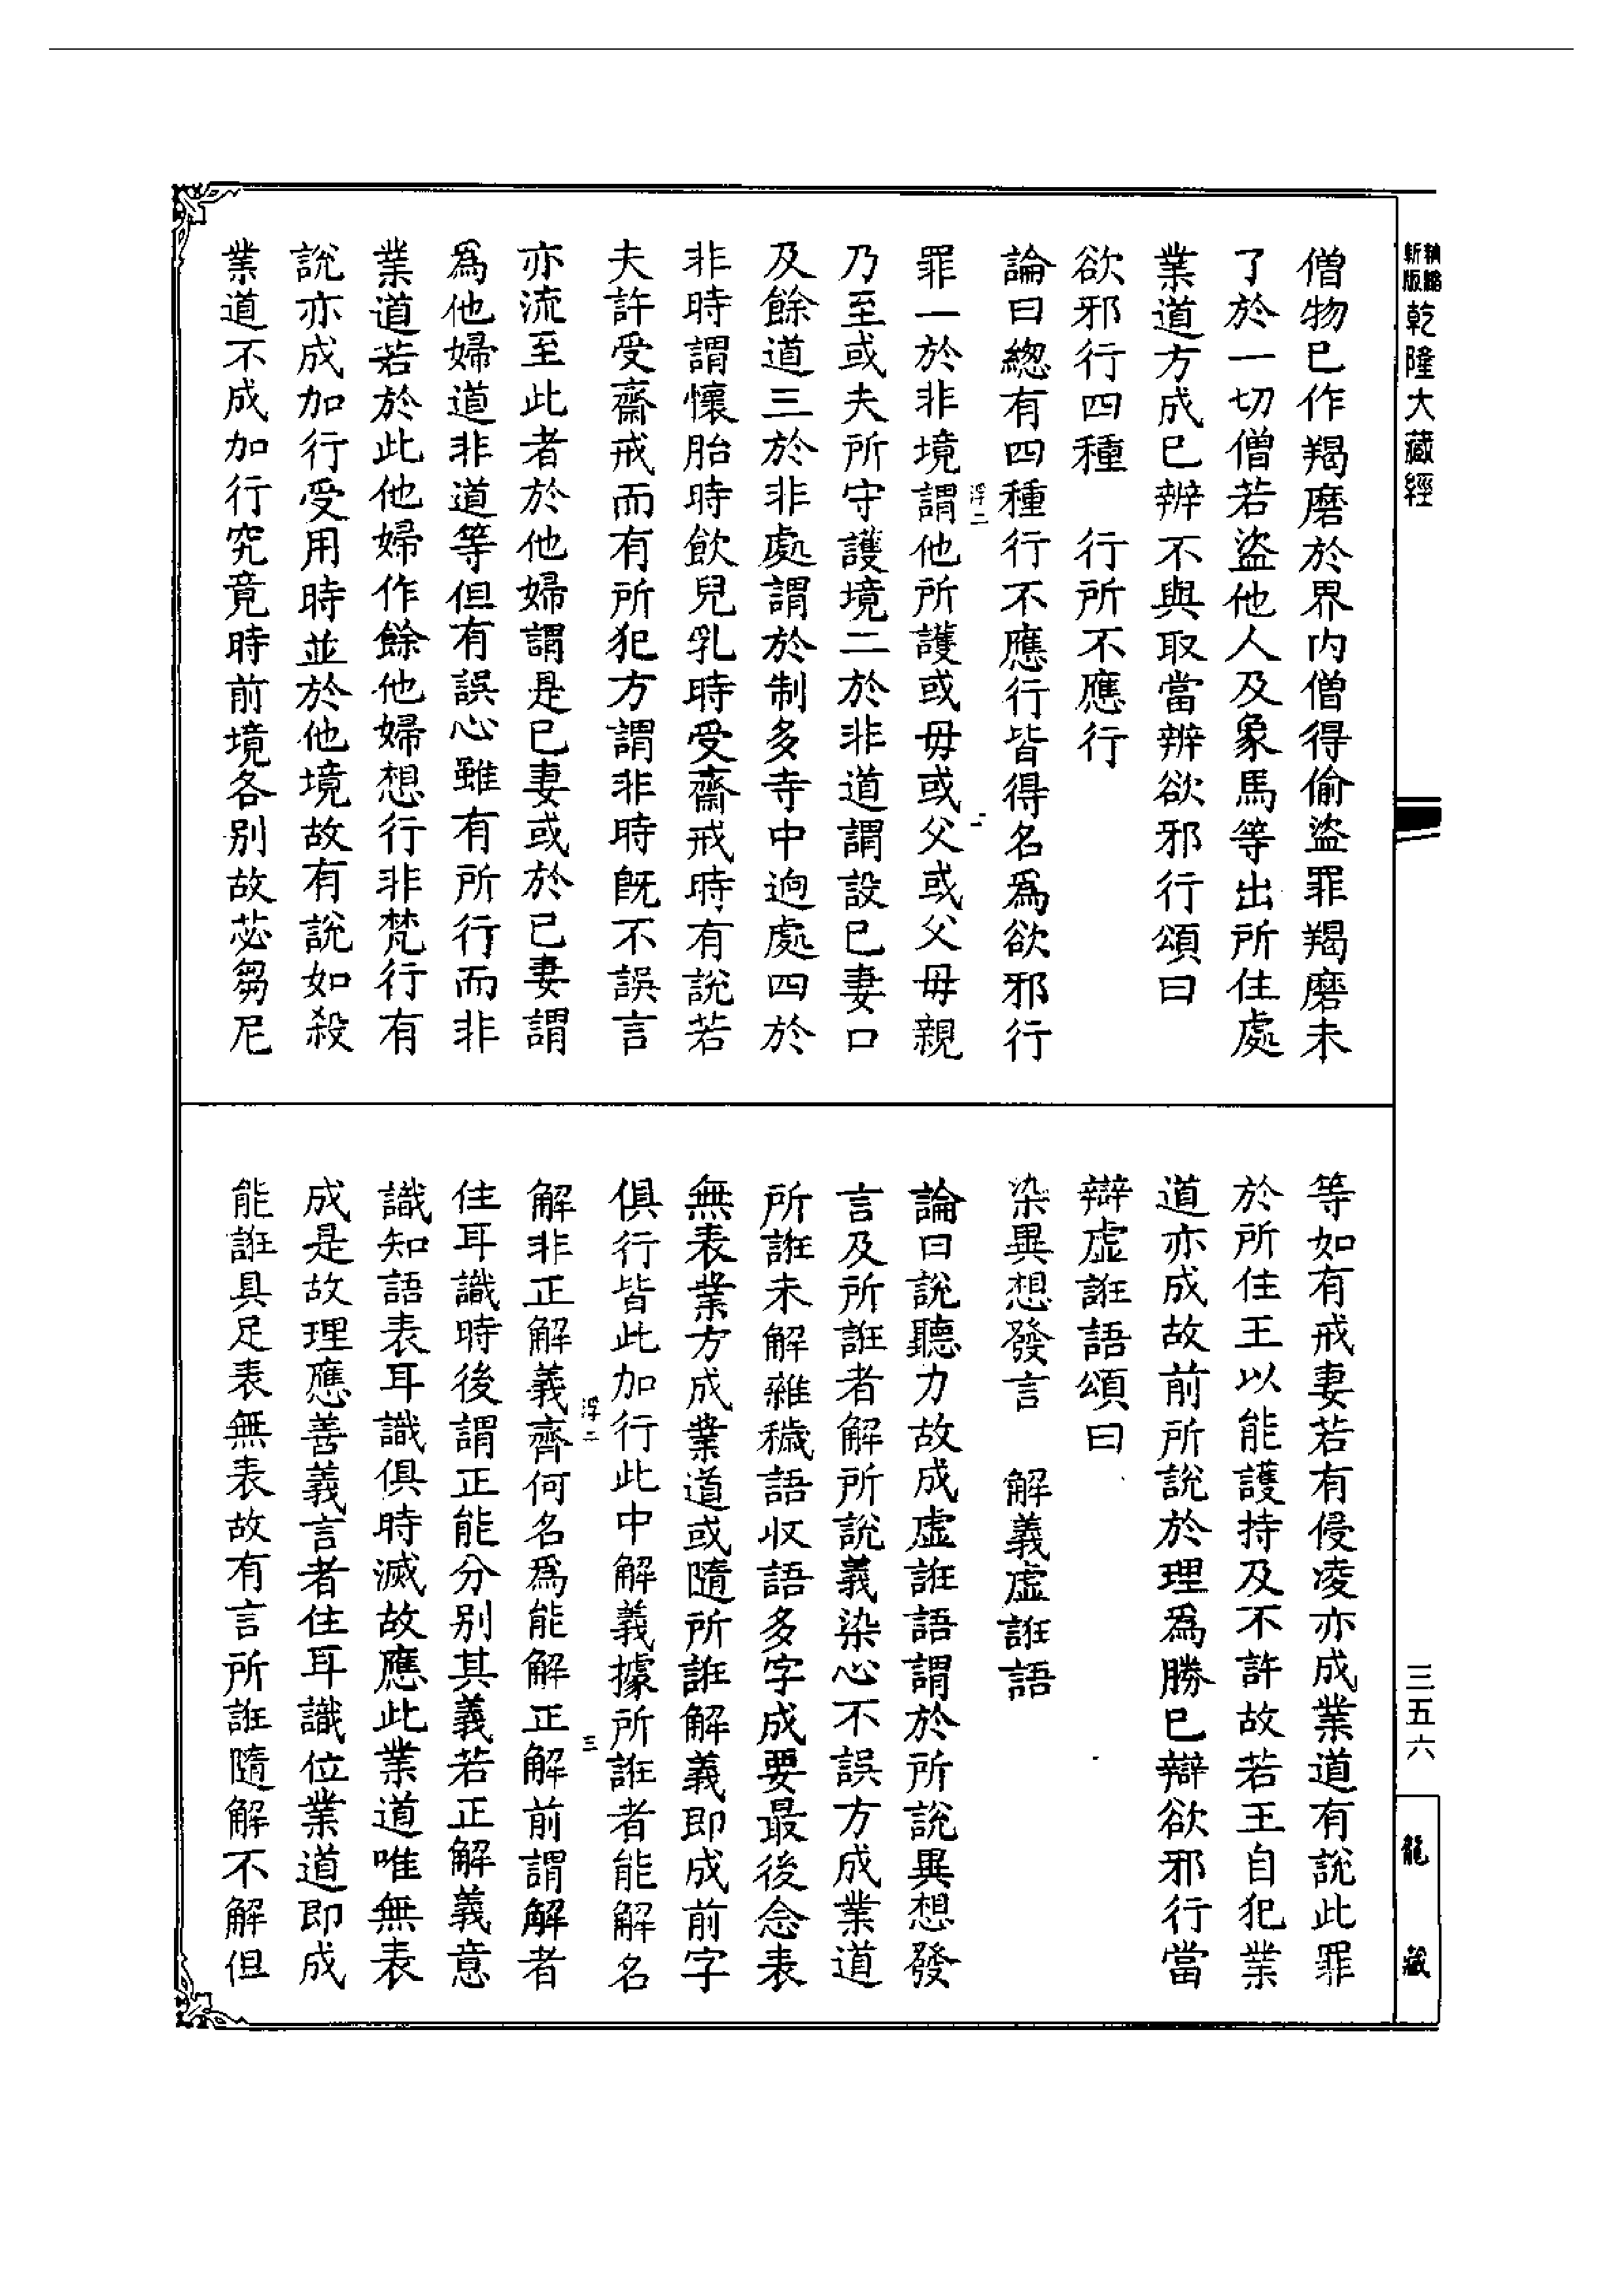 精縮新版乾隆大藏經
僧物已作羯磨於界内僧得偷盜罪羯磨未
了於一切僧若盜他人及象馬等出所住處
業道方成已辨不與取當辨欲邪行頌曰
欲邪行四種　行所不應行
論曰總有四種行不應行皆得名爲欲邪行
浮二　二
罪一於非境謂他所護或母或父或父母親
乃至或夫所守護境二於非道謂設已妻口
及餘道三於非處謂於制多寺中逈處四於
非時謂懷胎時飲兒乳時受齋戒時有說若
夫許受齋戒而有所犯方謂非時旣不誤言
亦流至此者於他婦謂是已妻或於已妻謂
爲他婦道非道等但有誤心雖有所行而非
業道若於此他婦作餘他婦想行非梵行有
說亦成加行受用時並於他境故有說如殺
業道不成加行究竟時前境各別故苾芻尼
等如有戒妻若有侵凌亦成業道有說此罪
於所住王以能護持及不許故若王自犯業
道亦成故前所說於理爲勝已辯欲邪行當
辯虛誑語頌曰
染異想發言　解義虛誑語
論曰說聽力故成虛誑語謂於所說異想發
言及所誑者解所說義染心不誤方成業道
所誑未解雜穢語收語多字成要最後念表
無表業方成業道或隨所誑解義即成前字
俱行皆此加行此中解義據所誑者能解名
浮二　三
解非正解義齊何名爲能解正解前謂解者
住耳識時後謂正能分別其義若正解義意
識知語表耳識俱時滅故應此業道唯無表
成是故理應善義言者住耳識位業道即成
能誑具足表無表故有言所誑隨解不解但
三五六
龍藏